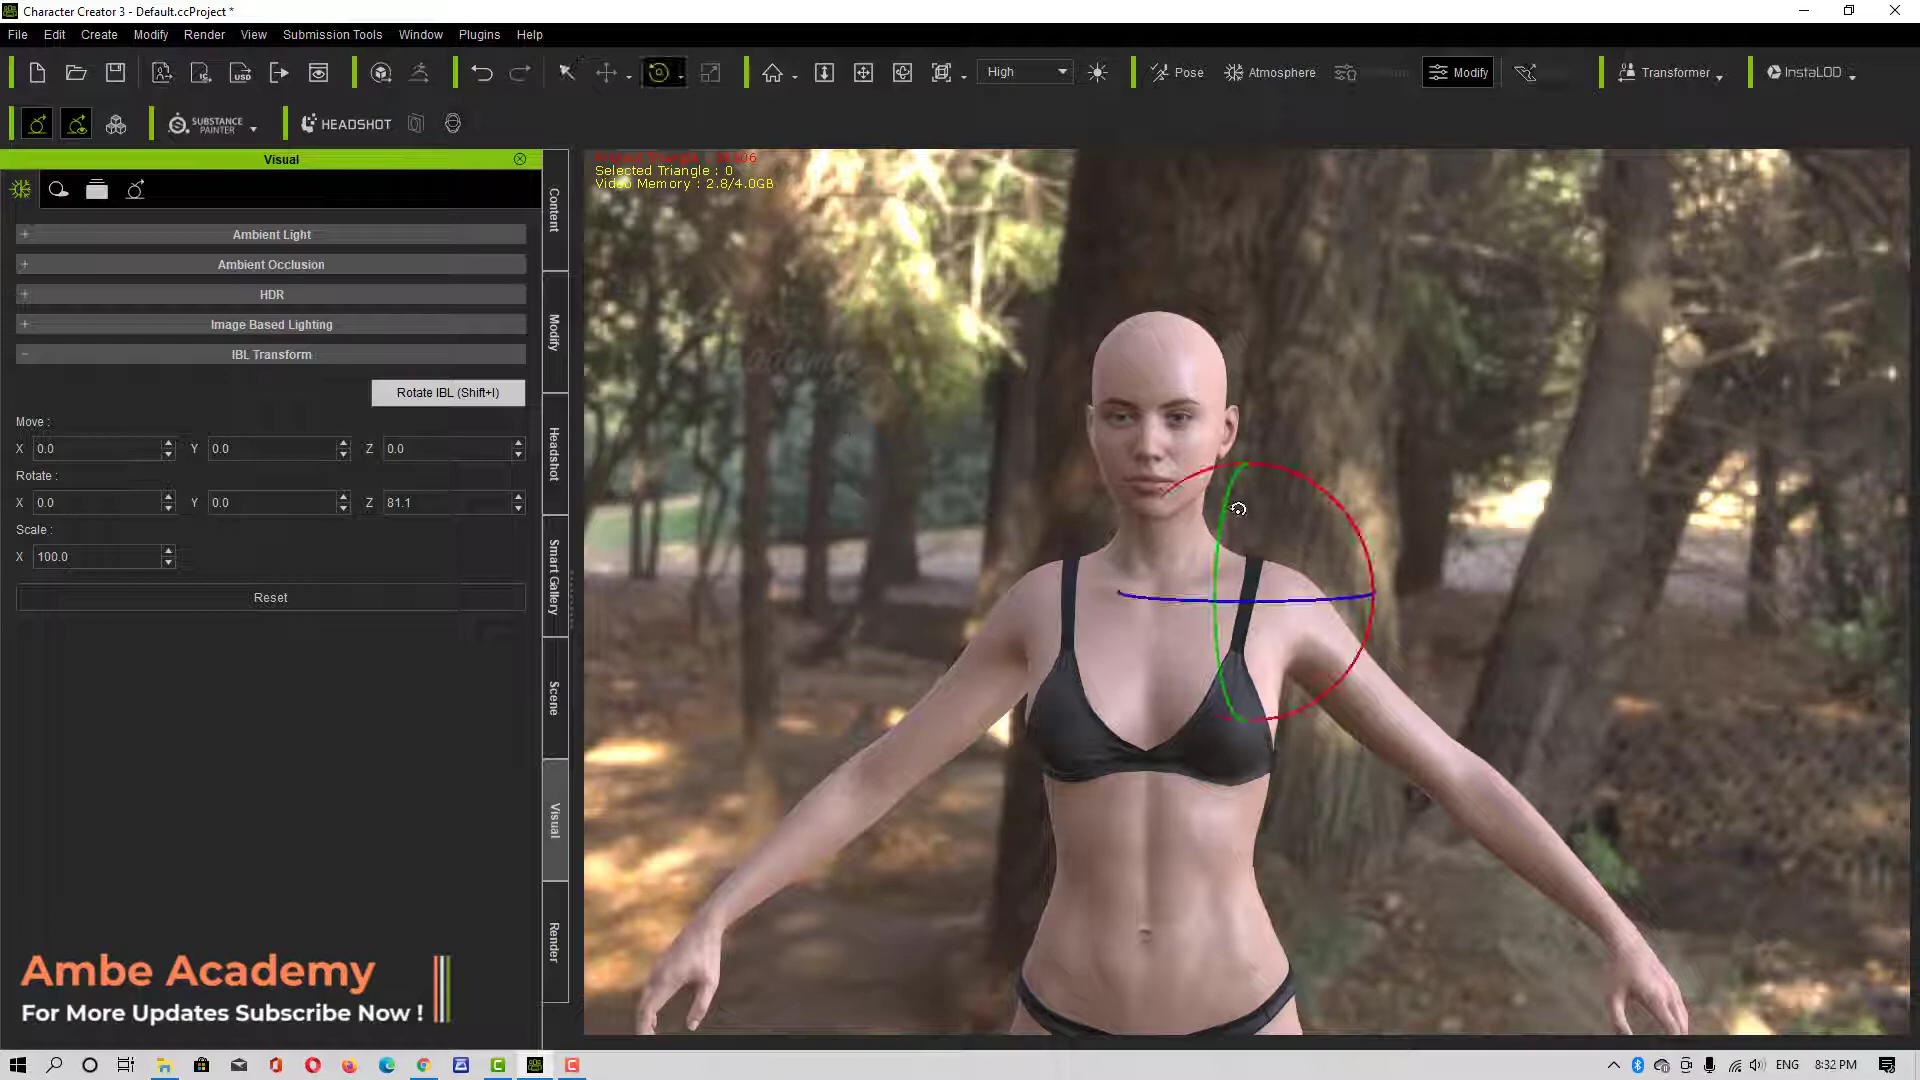 Character Creator 3 - Default.ccProject *
File Edit Create Modify Render View Submission Tools Window Plugins Help
High Pose Atmosphere Modify Transformer InstaLOD
SUBSTANCE PAINTER HEADSHOT
Visual
Project Triangle :
Selected Triangle : 0
Video Memory : 2.8/4.0GB
Ambient Light
Ambient Occlusion
HDR
Image Based Lighting
IBL Transform
Rotate IBL (Shift+I)
Move :
X 0.0 Y 0.0 Z 0.0
Rotate :
X 0.0 Y 0.0 Z 81.1
Scale :
X 100.0
Reset
Content
Modify
Headshot
Smart Gallery
Scene
Visual
Render
Ambe Academy
For More Updates Subscribe Now !
ENG 8:32 PM